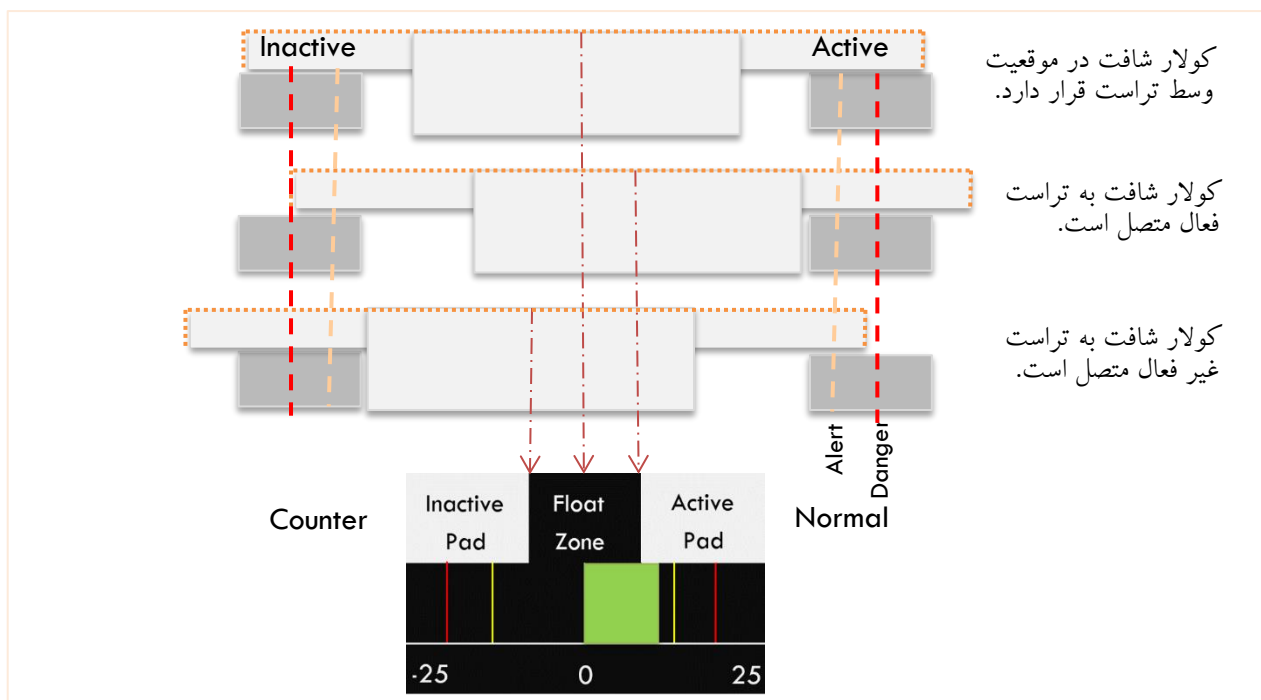 Inactive
Active
کولار شافت در موقعیت
وسط تراست قرار دارد.
کولار شافت به تراست
فعال متصل است.
کولار شافت به تراست
غیر فعال متصل است.
Alert
Danger
Counter
Inactive
Pad
Float
Zone
Active
Pad
Normal
-25
0
25